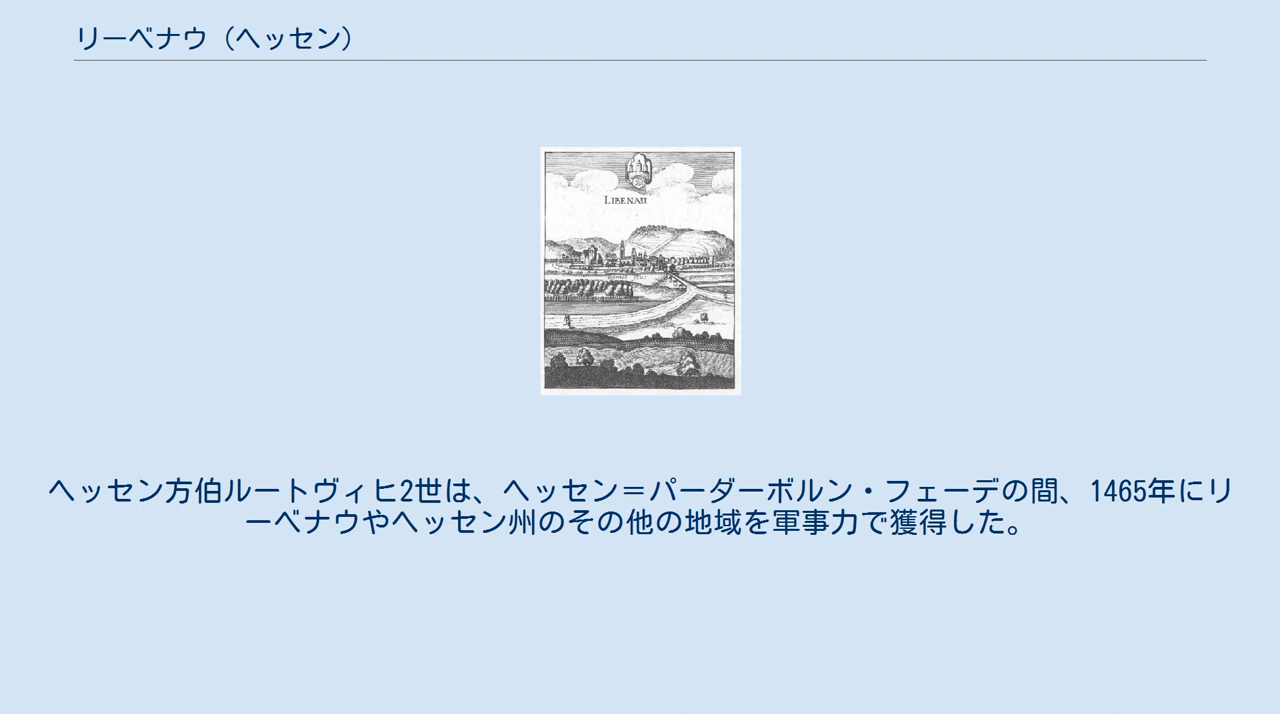 リーベナウ（ヘッセン）
LIBENAU
ヘッセン方伯ルートヴィヒ2世は、ヘッセン＝パーダーボルン・フェーデの間、1465年にリ
ーベナウやヘッセン州のその他の地域を軍事力で獲得した。